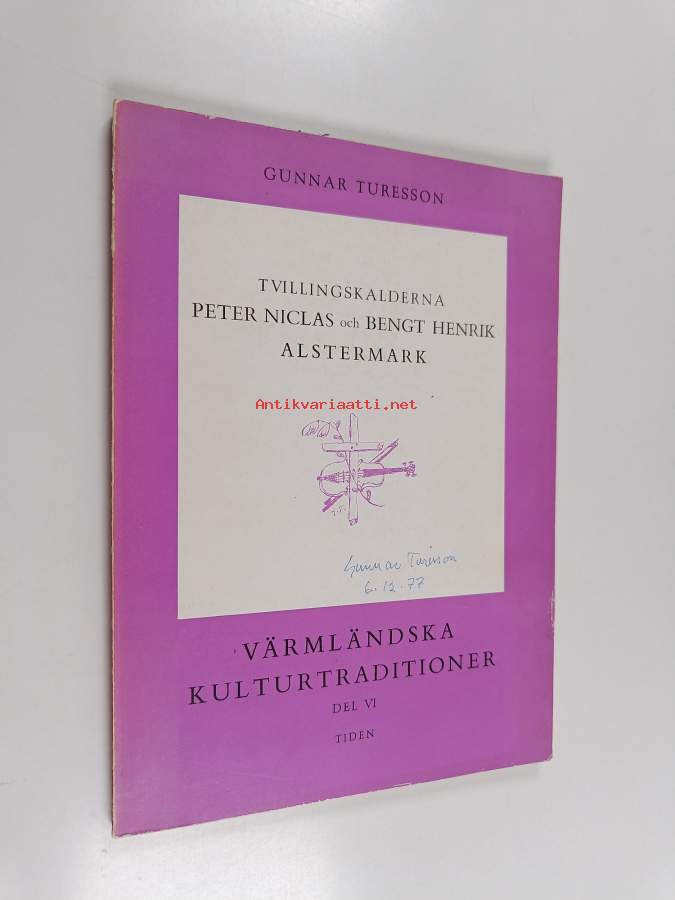 GUNNAR TURESSON
TVILLINGSKALDERNA
PETER NICLAS och BENGT HENRIK
ALSTERMARK
Antikvariaatti.net
Gunnar Turesson
6.12.77
VÄRMLÄNDSKA
KULTURTRADITIONER
DEL VI
TIDEN